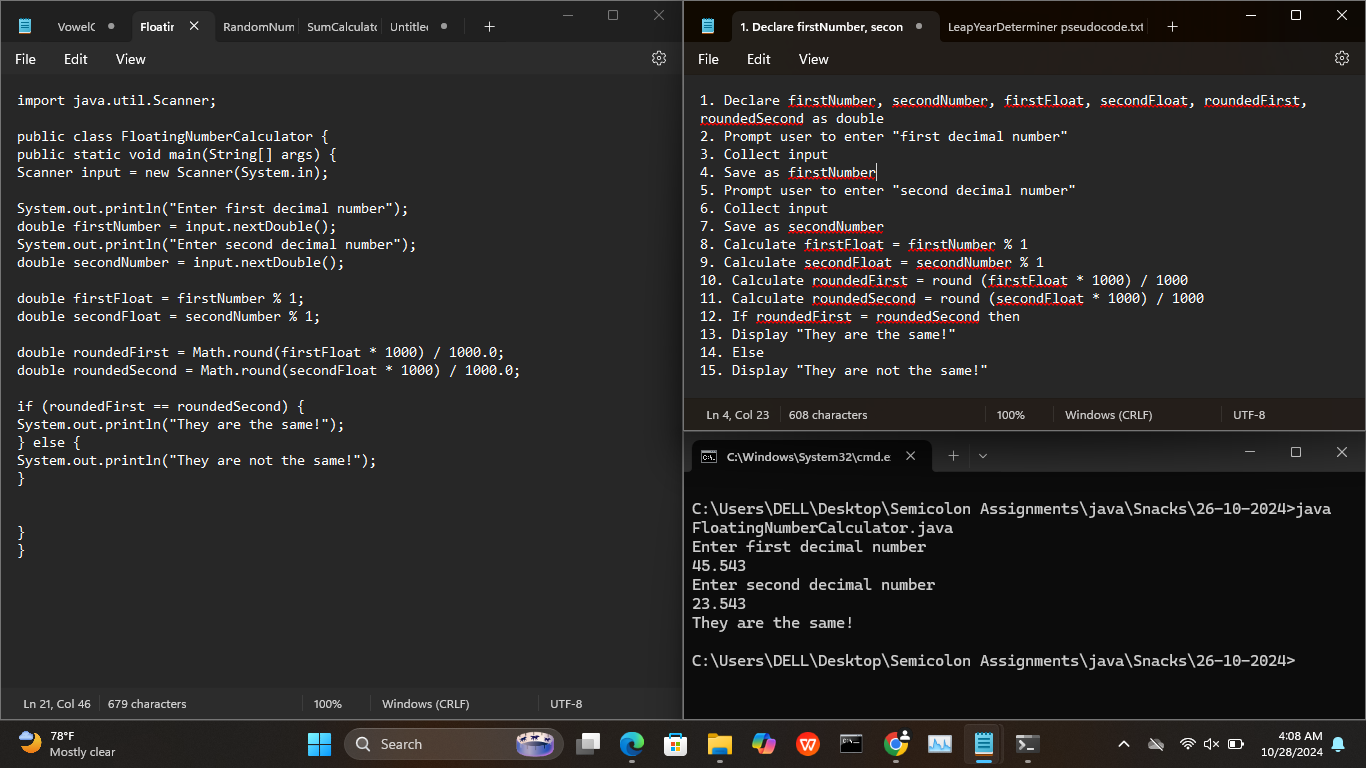 VowelC
Floatin
RandomNum
SumCalculato
Untitled
File Edit View
import java.util.Scanner;
public class FloatingNumberCalculator {
public static void main(String[] args) {
Scanner input = new Scanner(System.in);
System.out.println("Enter first decimal number");
double firstNumber = input.nextDouble();
System.out.println("Enter second decimal number");
double secondNumber = input.nextDouble();
double firstFloat = firstNumber % 1;
double secondFloat = secondNumber % 1;
double roundedFirst = Math.round(firstFloat * 1000) / 1000.0;
double roundedSecond = Math.round(secondFloat * 1000) / 1000.0;
if (roundedFirst == roundedSecond) {
System.out.println("They are the same!");
} else {
System.out.println("They are not the same!");
}
}
}
Ln 21, Col 46 679 characters 100% Windows (CRLF) UTF-8
1. Declare firstNumber, secon
LeapYearDeterminer pseudocode.txt
File Edit View
1. Declare firstNumber, secondNumber, firstFloat, secondFloat, roundedFirst,
roundedSecond as double
2. Prompt user to enter "first decimal number"
3. Collect input
4. Save as firstNumber
5. Prompt user to enter "second decimal number"
6. Collect input
7. Save as secondNumber
8. Calculate firstFloat = firstNumber % 1
9. Calculate secondFloat = secondNumber % 1
10. Calculate roundedFirst = round (firstFloat * 1000) / 1000
11. Calculate roundedSecond = round (secondFloat * 1000) / 1000
12. If roundedFirst = roundedSecond then
13. Display "They are the same!"
14. Else
15. Display "They are not the same!"
Ln 4, Col 23 608 characters 100% Windows (CRLF) UTF-8
C:\Windows\System32\cmd.e
C:\Users\DELL\Desktop\Semicolon Assignments\java\Snacks\26-10-2024>java
FloatingNumberCalculator.java
Enter first decimal number
45.543
Enter second decimal number
23.543
They are the same!
C:\Users\DELL\Desktop\Semicolon Assignments\java\Snacks\26-10-2024>
78°F
Mostly clear
Search
4:08 AM
10/28/2024